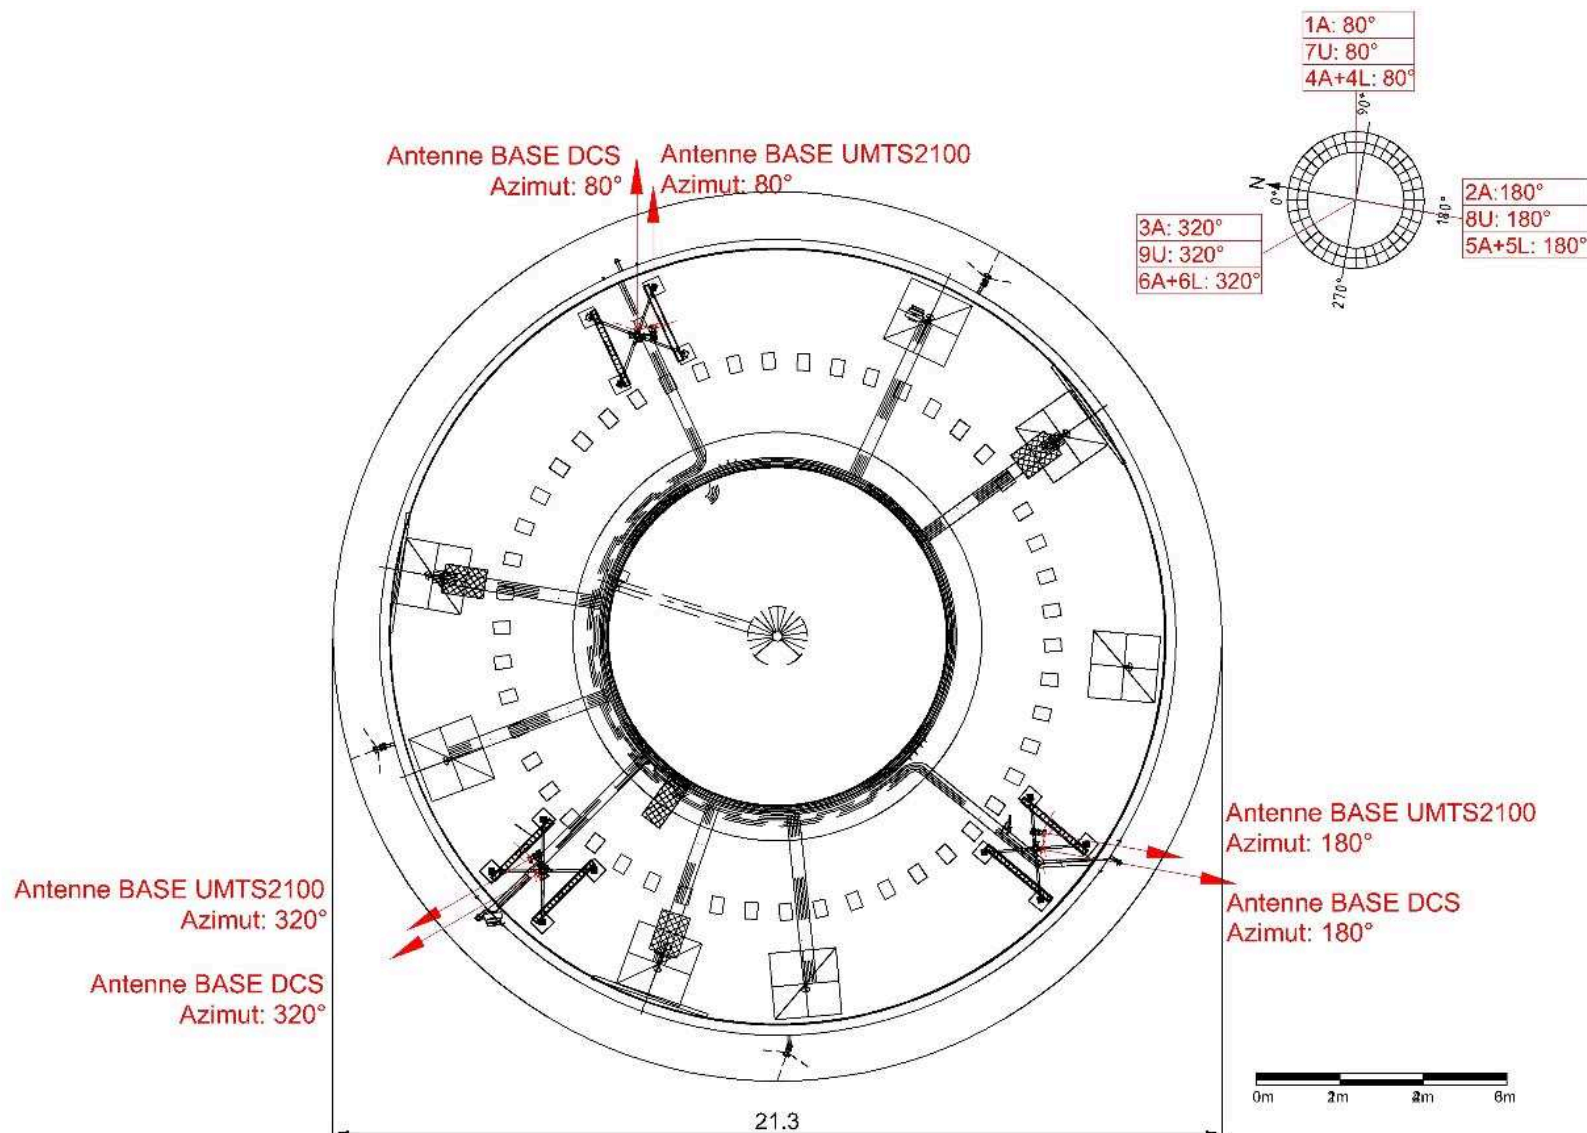 1A: 80°
7U: 80°
4A+4L: 80°
90°
N
0°
180°
270°
2A:180°
8U: 180°
5A+5L: 180°
3A: 320°
9U: 320°
6A+6L: 320°
Antenne BASE DCS
Azimut: 80°
Antenne BASE UMTS2100
Azimut: 80°
Antenne BASE UMTS2100
Azimut: 180°
Antenne BASE DCS
Azimut: 180°
Antenne BASE UMTS2100
Azimut: 320°
Antenne BASE DCS
Azimut: 320°
0m
21.3